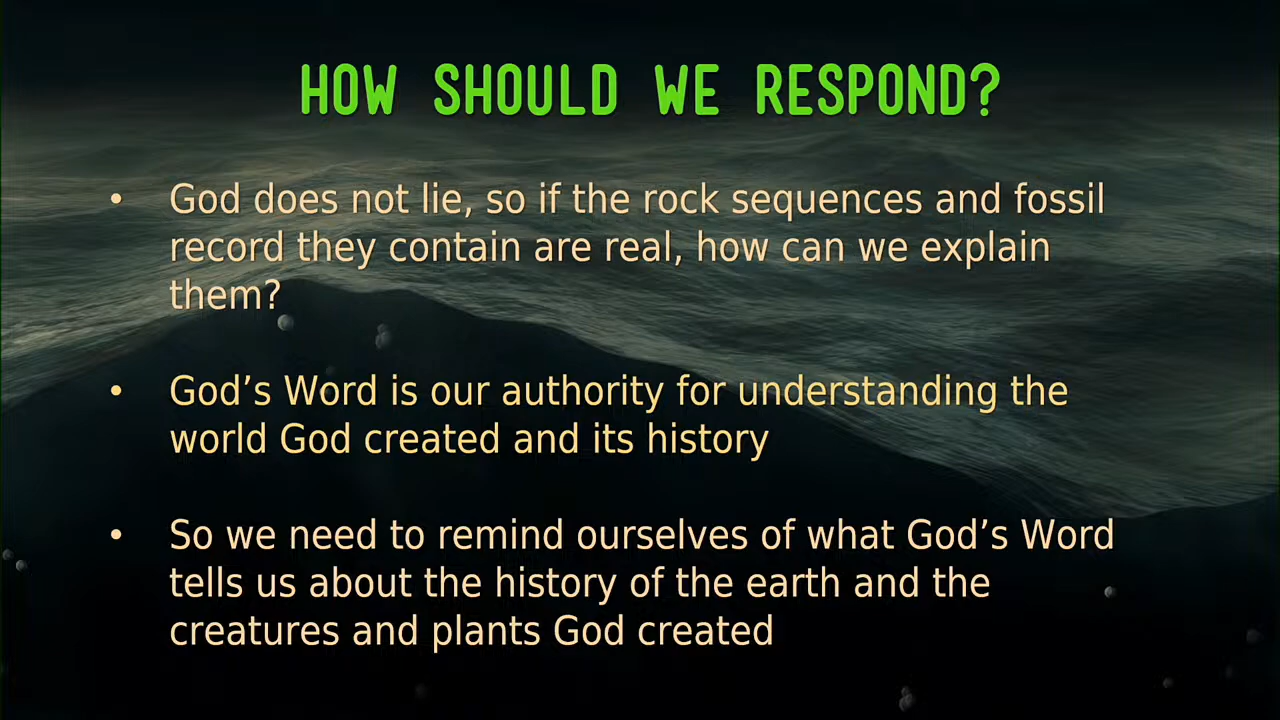 HOW SHOULD WE RESPOND?
• God does not lie, so if the rock sequences and fossil
record they contain are real, how can we explain
them?
• God’s Word is our authority for understanding the
world God created and its history
• So we need to remind ourselves of what God’s Word
tells us about the history of the earth and the
creatures and plants God created